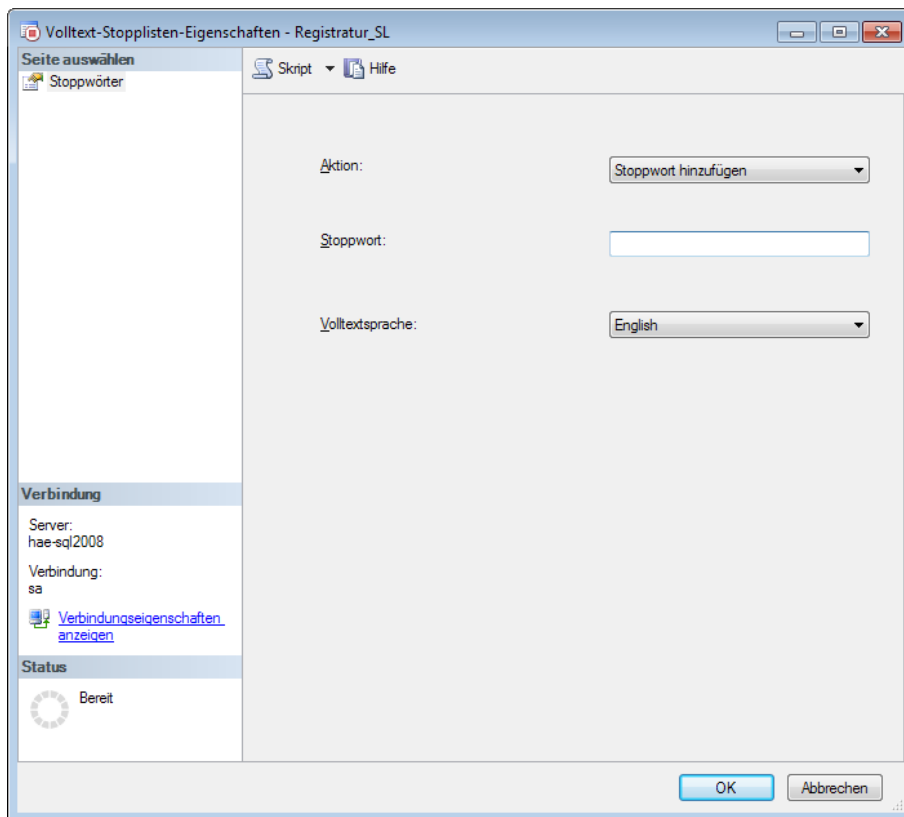 Volltext-Stopplisten-Eigenschaften - Registratur_SL
Seite auswählen
Stoppwörter
Skript
Hilfe
Aktion:
Stoppwort hinzufügen
Stoppwort:
Volltextsprache:
English
Verbindung
Server:
hae-sql2008
Verbindung:
sa
Verbindungseigenschaften
anzeigen
Status
Bereit
OK
Abbrechen